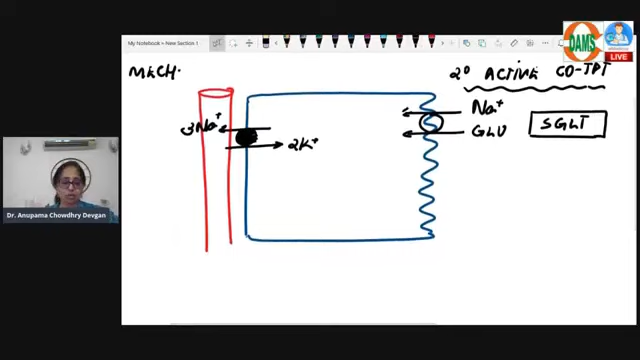 My Notebook » New Section 1
LIVE
DAMS
MECH.
2° ACTIVE CO-TPT
3Na⁺
2K⁺
Na⁺
GLU
SGLT
Dr. Anupama Chowdhry Devgan